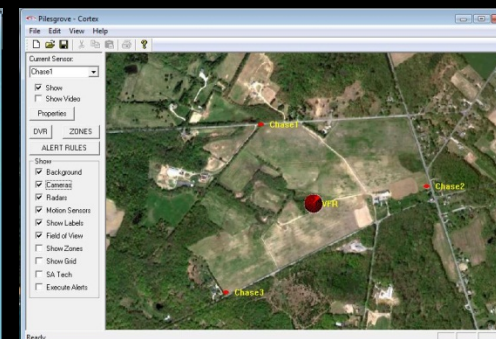 Pilesgrove - Cortex
File Edit View Help
Current Sensor:
Chase1
Show
Show Video
Properties
DVR ZONES
ALERT RULES
Show
Background
Cameras
Radars
Motion Sensors
Show Labels
Field of View
Show Zones
Show Grid
SA Tech
Execute Alerts
Chase1
Chase2
VPR
Chase3
Ready